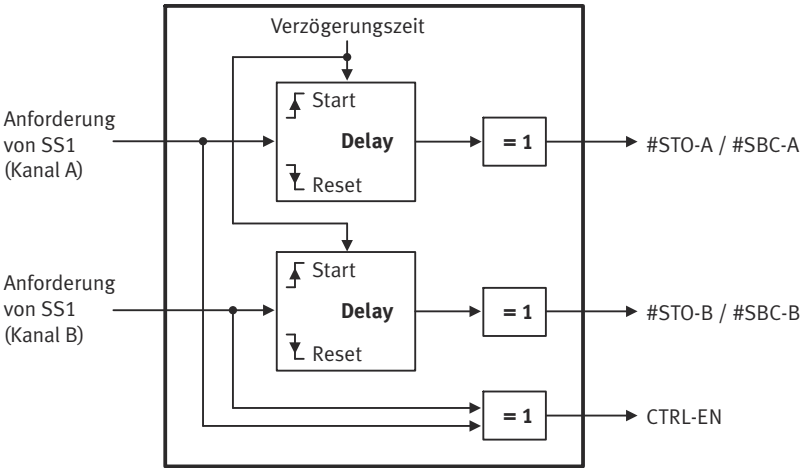 Verzögerungszeit
Anforderung
von SS1
(Kanal A)
Start
Delay
Reset
= 1
#STO-A / #SBC-A
Anforderung
von SS1
(Kanal B)
Start
Delay
Reset
= 1
#STO-B / #SBC-B
= 1
CTRL-EN